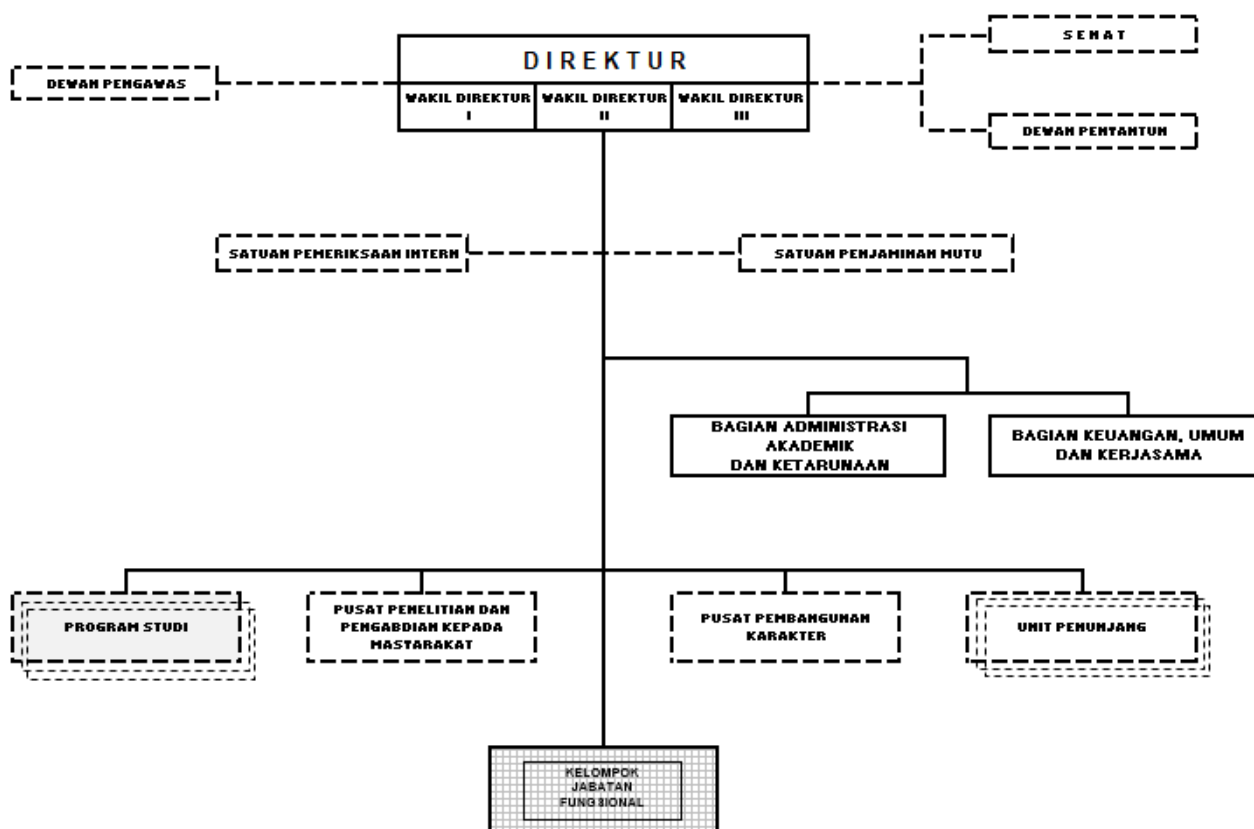 DIREKTUR
SENAT
DEWAN PENGAWAS
WAKIL DIREKTUR
I
WAKIL DIREKTUR
II
WAKIL DIREKTUR
III
DEWAN PENYANTUN
SATUAN PEMERIKSAAN INTERN
SATUAN PENJAMINAN MUTU
BAGIAN ADMINISTRASI
AKADEMIK
DAN KETARUNAAN
BAGIAN KEUANGAN, UMUM
DAN KERJASAMA
PROGRAM STUDI
PUSAT PENELITIAN DAN
PENGABDIAN KEPADA
MASYARAKAT
PUSAT PEMBANGUNAN
KARAKTER
UNIT PENUNJANG
KELOMPOK
JABATAN
FUNGSIONAL